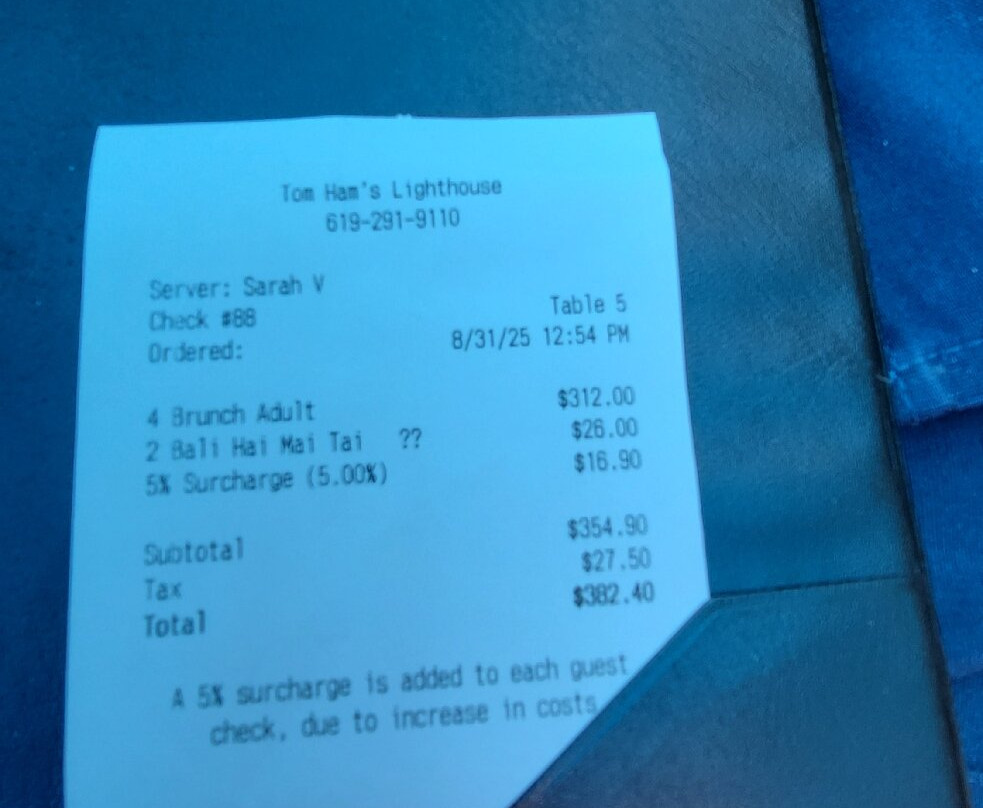 Tom Ham's Lighthouse
619-291-9110
Server: Sarah V
Check #88 Table 5
Ordered: 8/31/25 12:54 PM
4 Brunch Adult $312.00
2 Bali Hai Mai Tai ?? $26.00
5% Surcharge (5.00%) $16.90
Subtotal $354.90
Tax $27.50
Total $382.40
A 5% surcharge is added to each guest
check, due to increase in costs